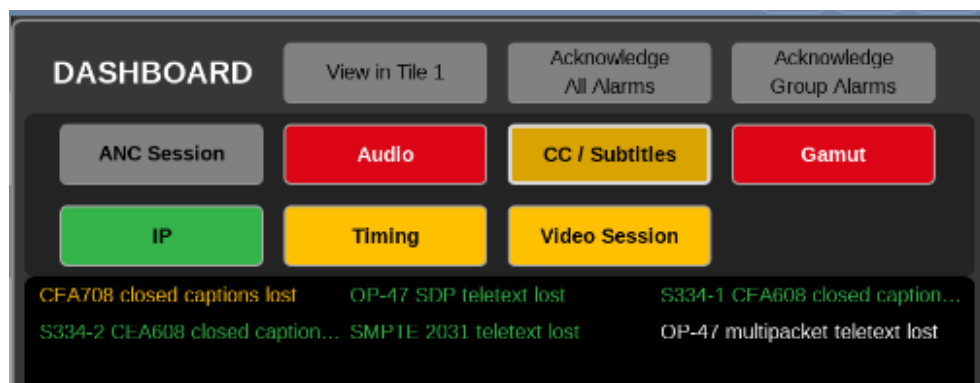 DASHBOARD
View in Tile 1
Acknowledge
All Alarms
Acknowledge
Group Alarms
ANC Session
Audio
CC / Subtitles
Gamut
IP
Timing
Video Session
CEA708 closed captions lost
OP-47 SDP teletext lost
S334-1 CEA608 closed caption...
S334-2 CEA608 closed caption...
SMPTE 2031 teletext lost
OP-47 multipacket teletext lost